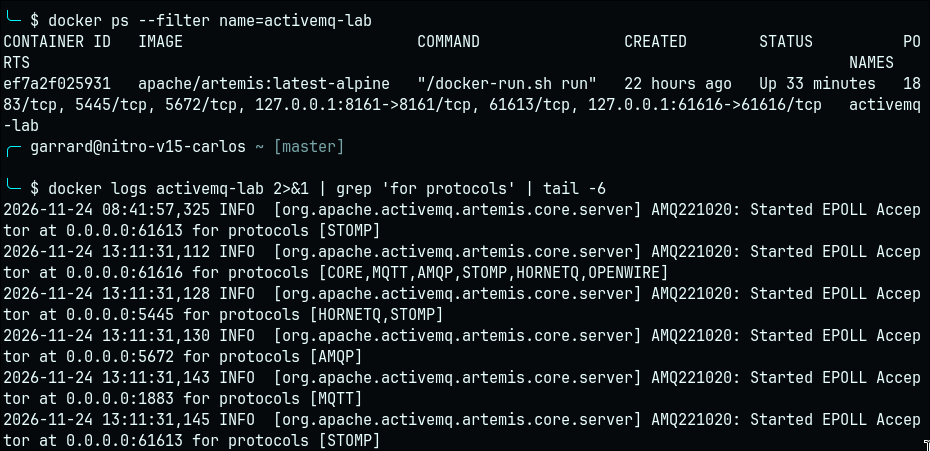 ╰─ $ docker ps --filter name=activemq-lab
CONTAINER ID   IMAGE                          COMMAND                CREATED        STATUS          PO
RTS                                                                                           NAMES
ef7a2f025931   apache/artemis:latest-alpine   "/docker-run.sh run"   22 hours ago   Up 33 minutes   18
83/tcp, 5445/tcp, 5672/tcp, 127.0.0.1:8161->8161/tcp, 61613/tcp, 127.0.0.1:61616->61616/tcp   activemq
-lab
╭─ garrard@nitro-v15-carlos ~ [master]
╰─ $ docker logs activemq-lab 2>&1 | grep 'for protocols' | tail -6
2026-11-24 08:41:57,325 INFO  [org.apache.activemq.artemis.core.server] AMQ221020: Started EPOLL Accep
tor at 0.0.0.0:61613 for protocols [STOMP]
2026-11-24 13:11:31,112 INFO  [org.apache.activemq.artemis.core.server] AMQ221020: Started EPOLL Accep
tor at 0.0.0.0:61616 for protocols [CORE,MQTT,AMQP,STOMP,HORNETQ,OPENWIRE]
2026-11-24 13:11:31,128 INFO  [org.apache.activemq.artemis.core.server] AMQ221020: Started EPOLL Accep
tor at 0.0.0.0:5445 for protocols [HORNETQ,STOMP]
2026-11-24 13:11:31,130 INFO  [org.apache.activemq.artemis.core.server] AMQ221020: Started EPOLL Accep
tor at 0.0.0.0:5672 for protocols [AMQP]
2026-11-24 13:11:31,143 INFO  [org.apache.activemq.artemis.core.server] AMQ221020: Started EPOLL Accep
tor at 0.0.0.0:1883 for protocols [MQTT]
2026-11-24 13:11:31,145 INFO  [org.apache.activemq.artemis.core.server] AMQ221020: Started EPOLL Accep
tor at 0.0.0.0:61613 for protocols [STOMP]